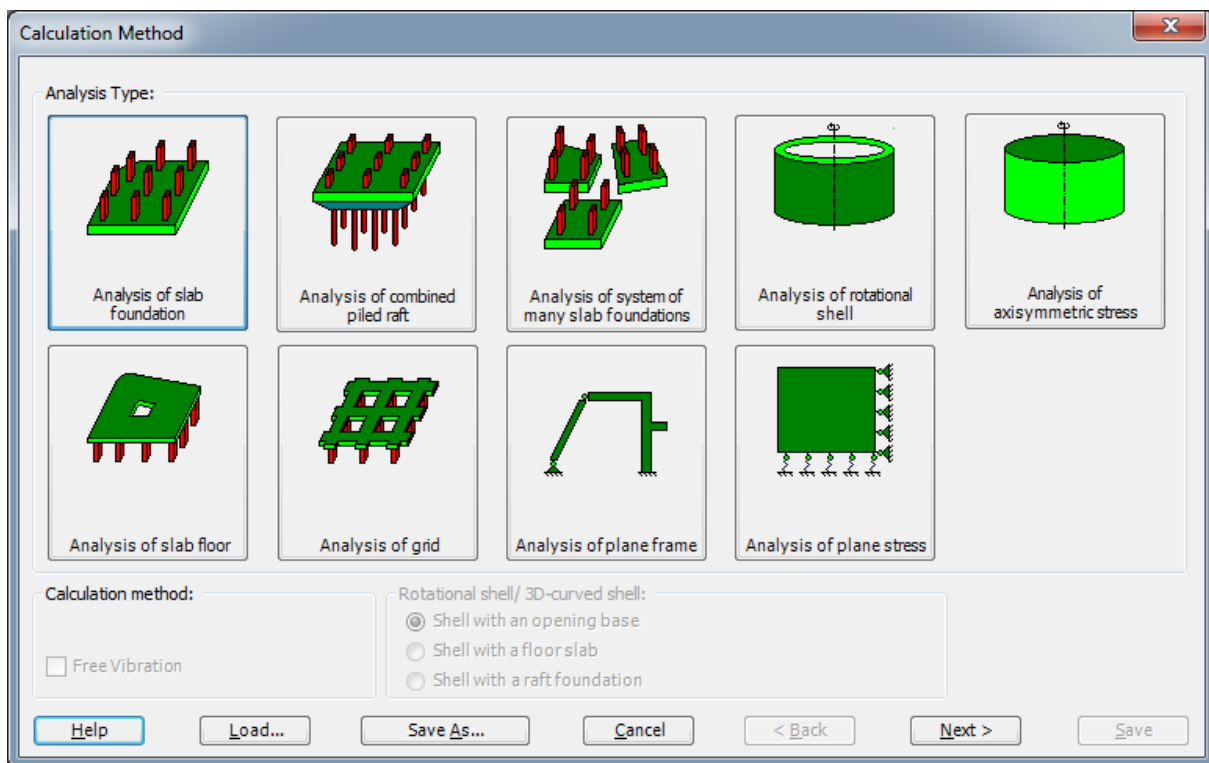 Calculation Method
Analysis Type:
Analysis of slab
foundation
Analysis of combined
piled raft
Analysis of system of
many slab foundations
Analysis of rotational
shell
Analysis of
axisymmetric stress
Analysis of slab floor
Analysis of grid
Analysis of plane frame
Analysis of plane stress
Calculation method:
Free Vibration
Rotational shell/ 3D-curved shell:
Shell with an opening base
Shell with a floor slab
Shell with a raft foundation
Help
Load...
Save As...
Cancel
< Back
Next >
Save